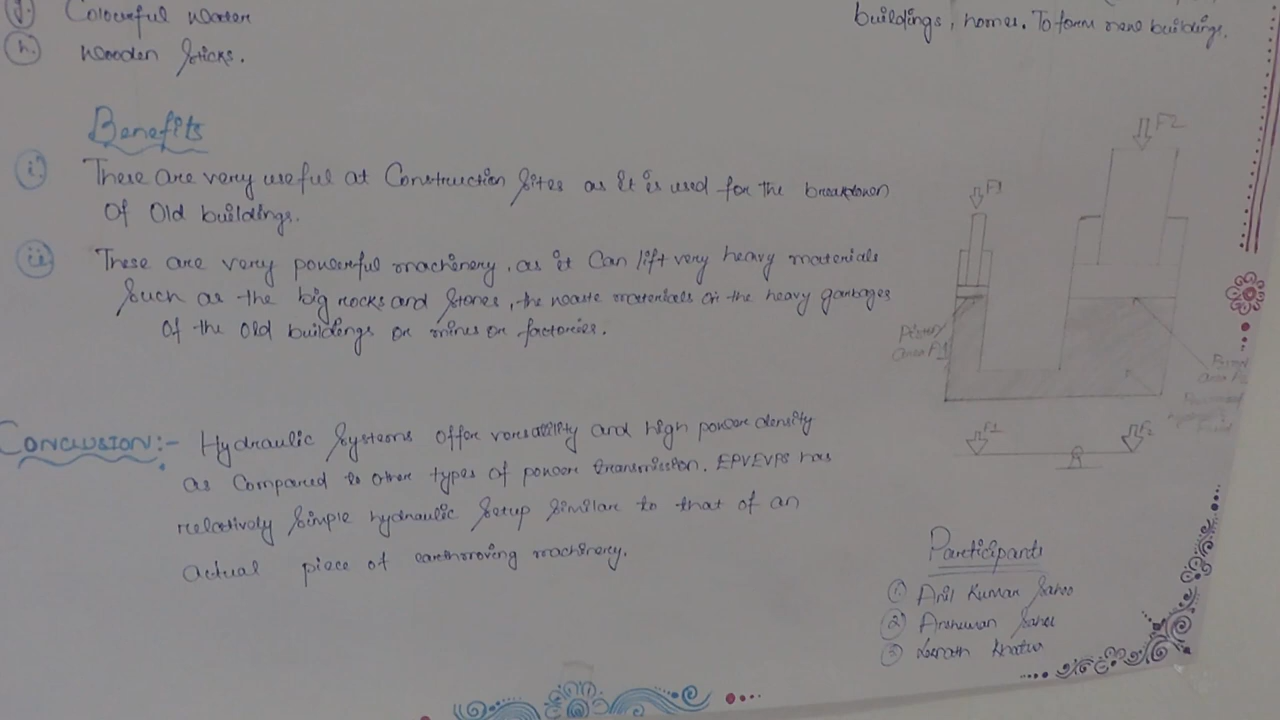 g. Colourful water
h. Wooden Sticks.
buildings, homes. To form new buildings.
Benefits
i. These are very useful at Construction Sites as it is used for the breakdown
Of Old buildings.
ii. These are very powerful machinery, as it Can lift very heavy materials
Such as the big rocks and Stones, the waste materials or the heavy garbages
Of the Old buildings or mines or factories.
F1
F2
Piston
area
area
F1
F2
CONCLUSION:- Hydraulic Systems offer versatility and high power density
as Compared to other types of power transmission. EPVEVPS has
relatively Simple hydraulic Setup Similar to that of an
actual piece of earthmoving machinery.
Participants
1. Anil Kumar Sahoo
2. Sahu
3.